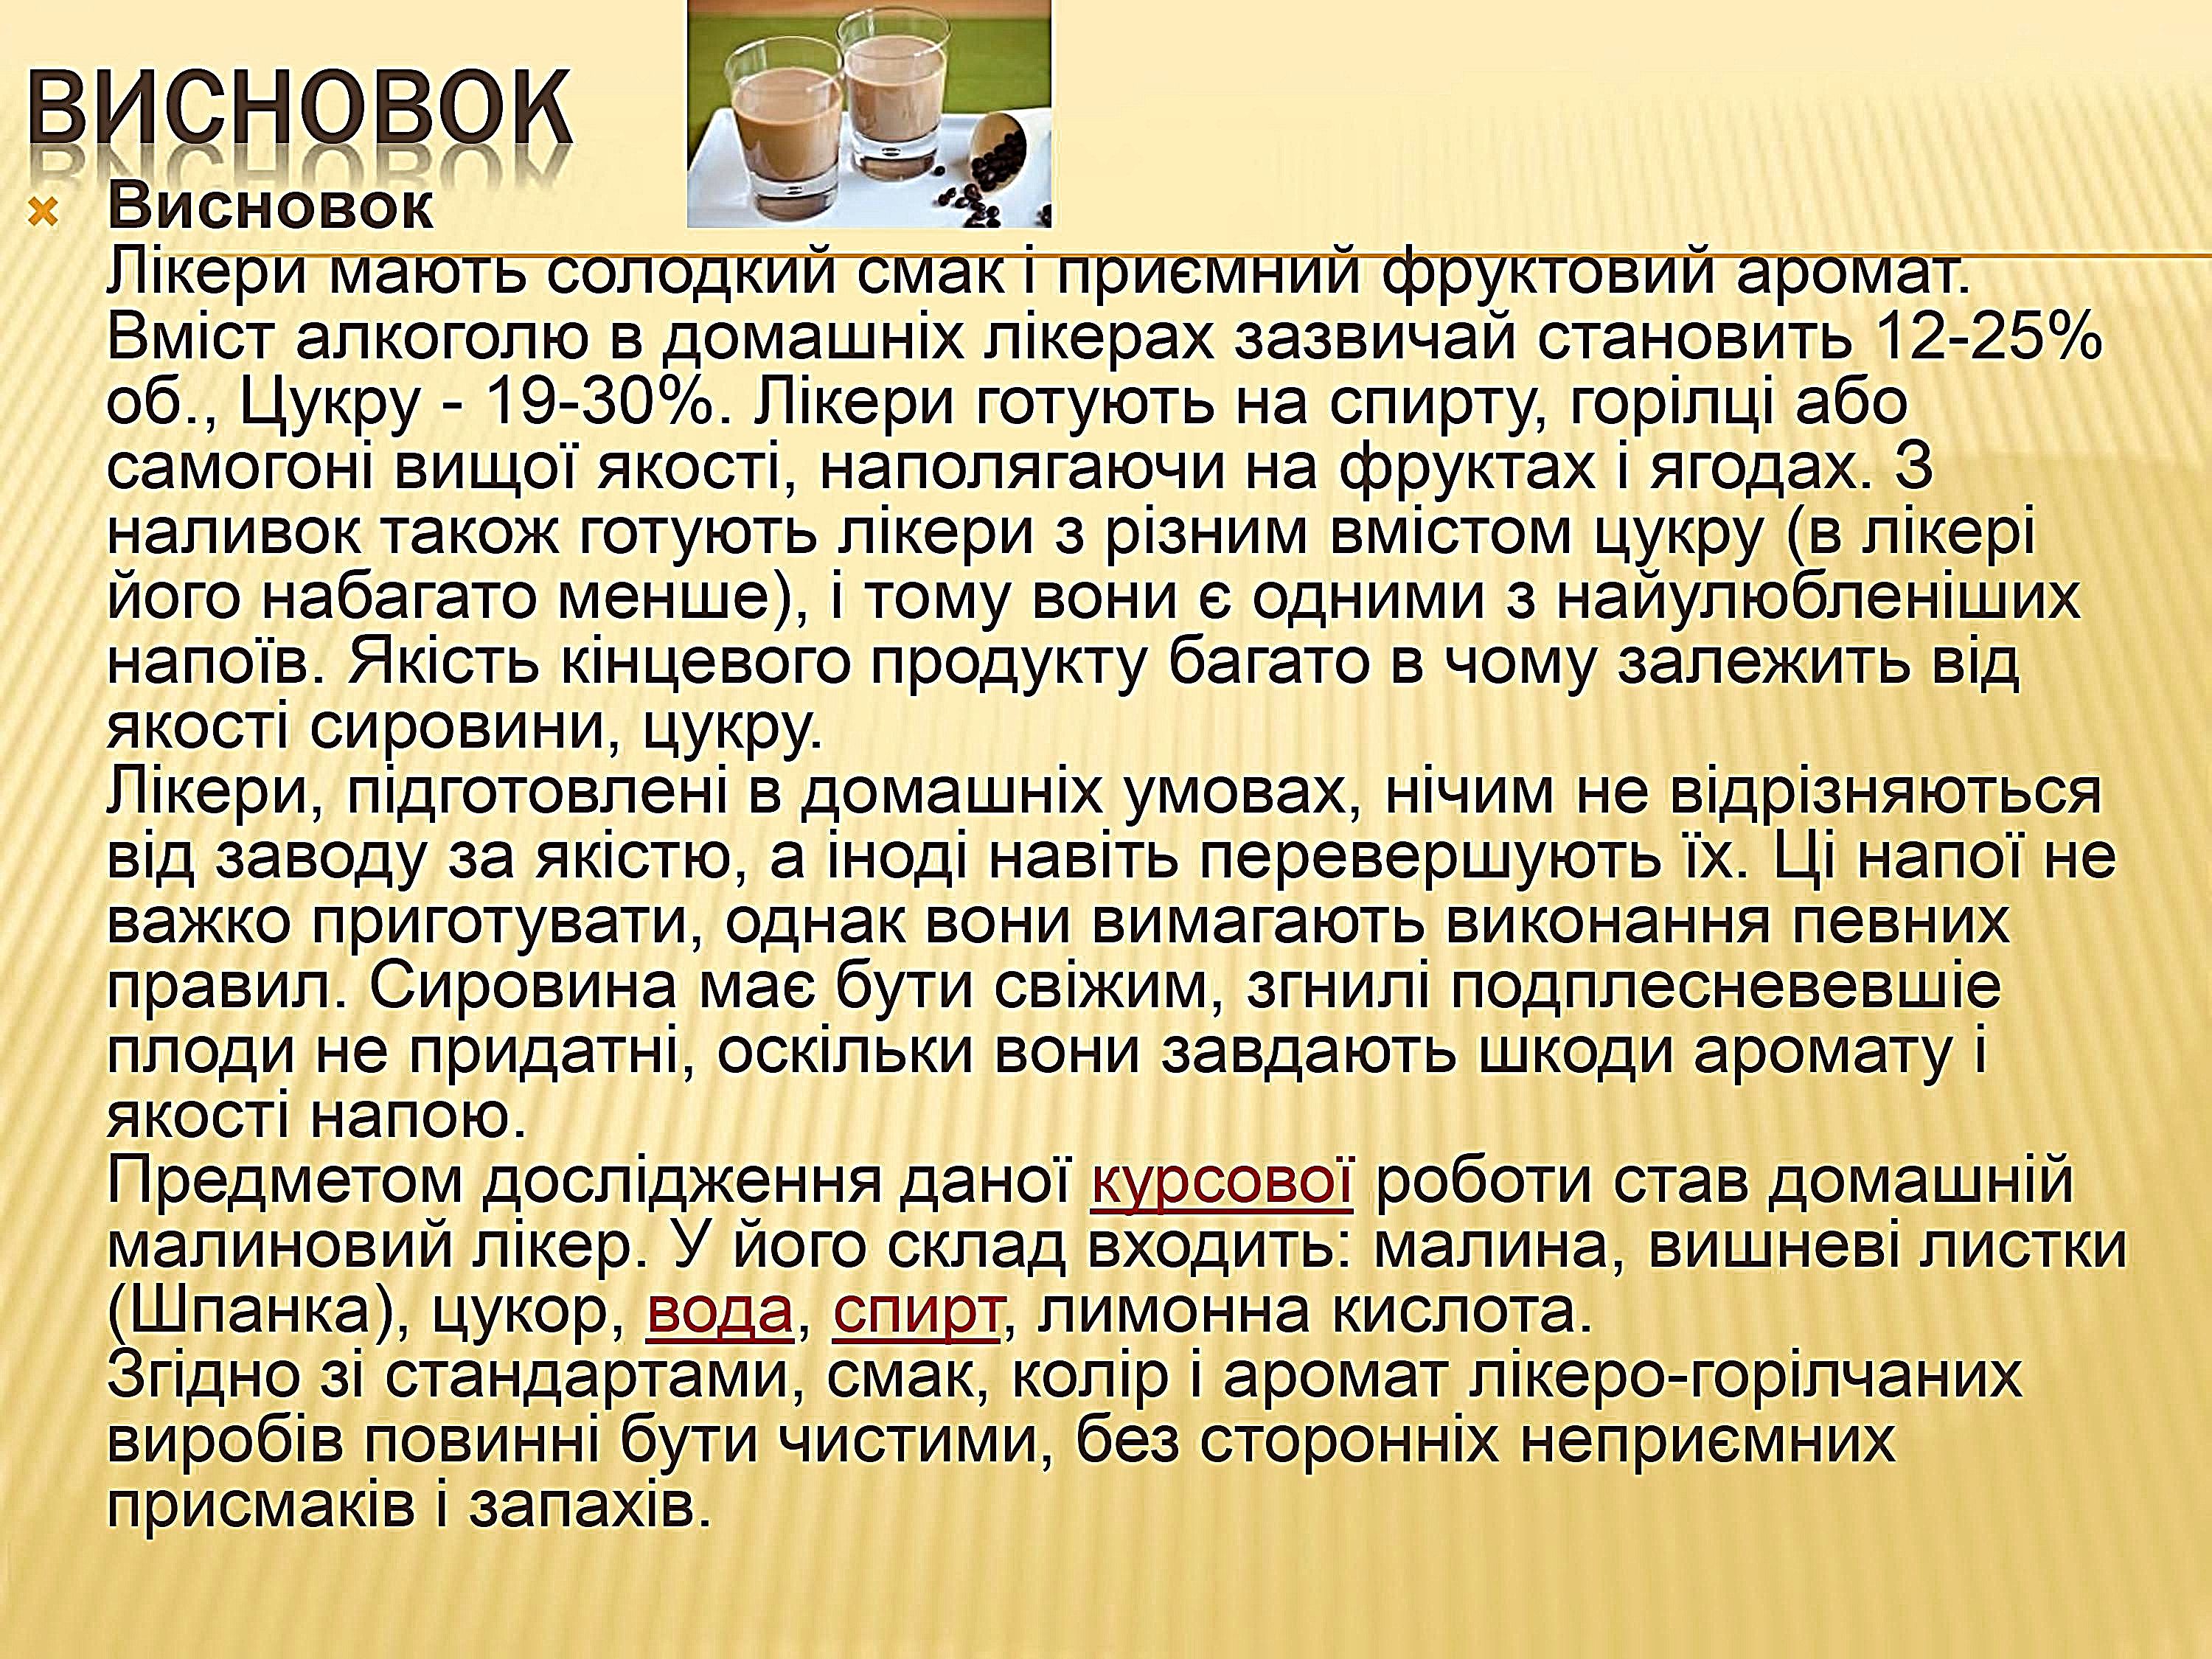 ВИСНОВОК
Висновок
Лікери мають солодкий смак і приємний фруктовий аромат.
Вміст алкоголю в домашніх лікерах зазвичай становить 12-25%
об., Цукру - 19-30%. Лікери готують на спирту, горілці або
самогоні вищої якості, наполягаючи на фруктах і ягодах. З
наливок також готують лікери з різним вмістом цукру (в лікері
його набагато менше), і тому вони є одними з найулюбленіших
напоїв. Якість кінцевого продукту багато в чому залежить від
якості сировини, цукру.
Лікери, підготовлені в домашніх умовах, нічим не відрізняються
від заводу за якістю, а іноді навіть перевершують їх. Ці напої не
важко приготувати, однак вони вимагають виконання певних
правил. Сировина має бути свіжим, згнилі подплесневевшіе
плоди не придатні, оскільки вони завдають шкоди аромату і
якості напою.
Предметом дослідження даної курсової роботи став домашній
малиновий лікер. У його склад входить: малина, вишневі листки
(Шпанка), цукор, вода, спирт, лимонна кислота.
Згідно зі стандартами, смак, колір і аромат лікеро-горілчаних
виробів повинні бути чистими, без сторонніх неприємних
присмаків і запахів.